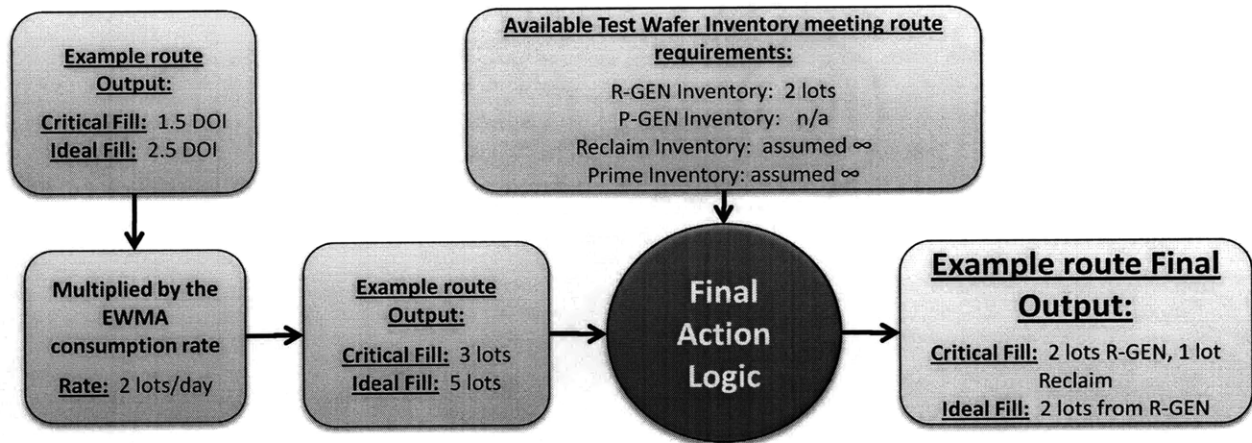 Example route
Output:
Critical Fill: 1.5 DOI
Ideal Fill: 2.5 DOI
Available Test Wafer Inventory meeting route
requirements:
R-GEN Inventory: 2 lots
P-GEN Inventory: n/a
Reclaim Inventory: assumed ∞
Prime Inventory: assumed ∞
Multiplied by the
EWMA
consumption rate
Rate: 2 lots/day
Example route
Output:
Critical Fill: 3 lots
Ideal Fill: 5 lots
Final
Action
Logic
Example route Final
Output:
Critical Fill: 2 lots R-GEN, 1 lot
Reclaim
Ideal Fill: 2 lots from R-GEN